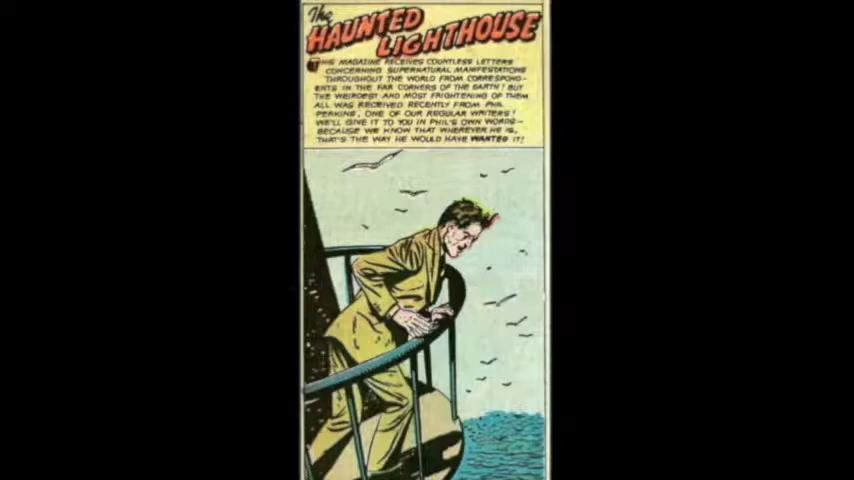 The
HAUNTED
LIGHTHOUSE
THIS MAGAZINE RECEIVES COUNTLESS LETTERS
CONCERNING SUPERNATURAL MANIFESTATIONS
THROUGHOUT THE WORLD FROM CORRESPOND-
ENTS IN THE FAR CORNERS OF THE EARTH! BUT
THE WEIRDEST AND MOST FRIGHTENING OF THEM
ALL WAS RECEIVED RECENTLY FROM PHIL
PERKINS, ONE OF OUR REGULAR WRITERS!
WE'LL GIVE IT TO YOU IN PHIL'S OWN WORDS—
BECAUSE WE KNOW THAT WHEREVER HE IS,
THAT'S THE WAY HE WOULD HAVE WANTED IT!